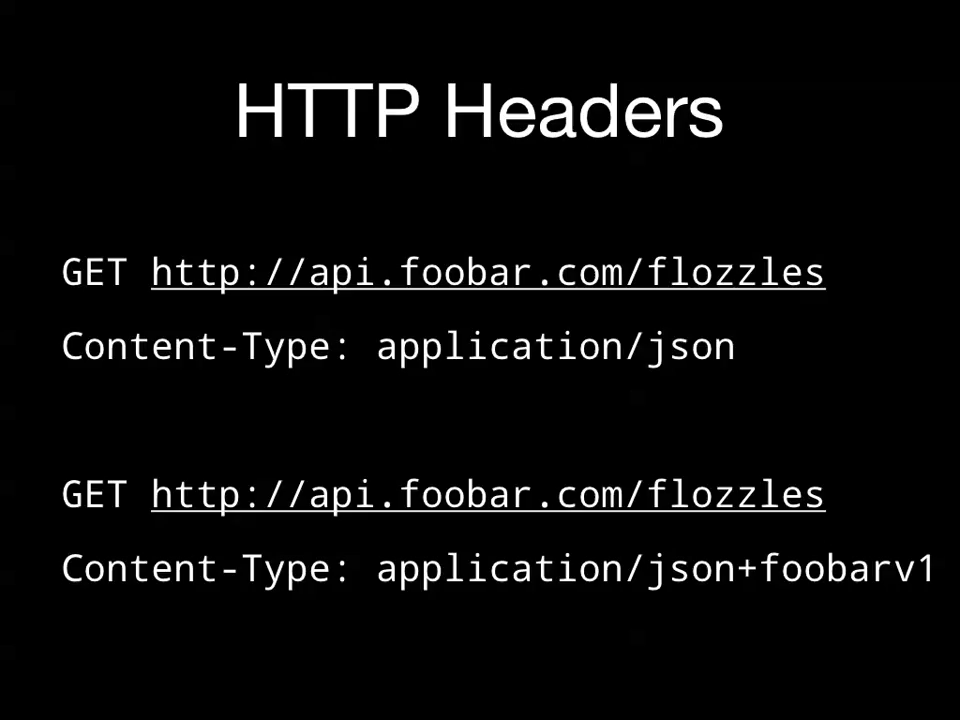 HTTP Headers
GET http://api.foobar.com/flozzles
Content-Type: application/json
GET http://api.foobar.com/flozzles
Content-Type: application/json+foobarv1